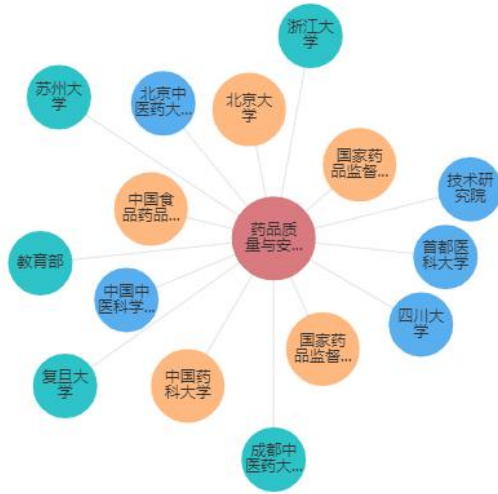 浙江大
学
苏州大
学
北京中
医药大...
北京大
学
国家药
品监督...
技术研
究院
中国食
品药品...
药品质
量与安...
首都医
科大学
教育部
中国中
医科学...
四川大
学
国家药
品监督...
复旦大
学
中国药
科大学
成都中
医药大...